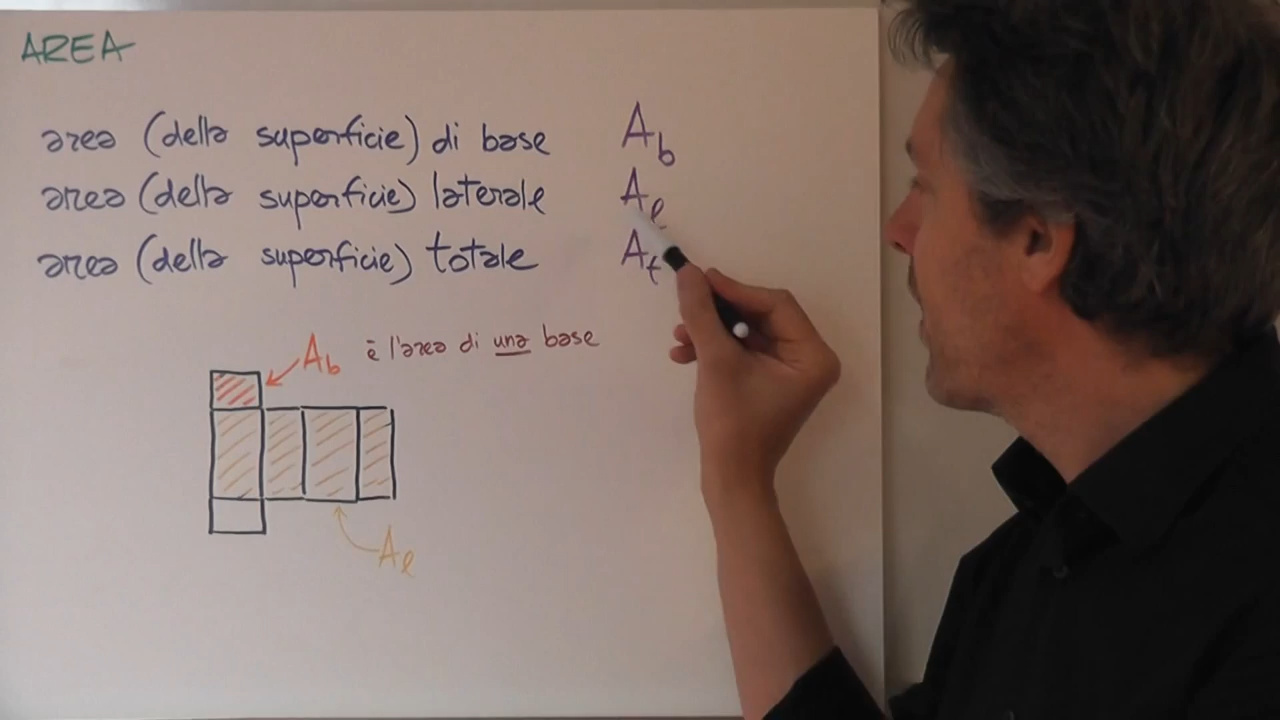 AREA
area (della superficie) di base A_b
area (della superficie) laterale A_l
area (della superficie) totale A_t
A_b è l'area di una base
A_l